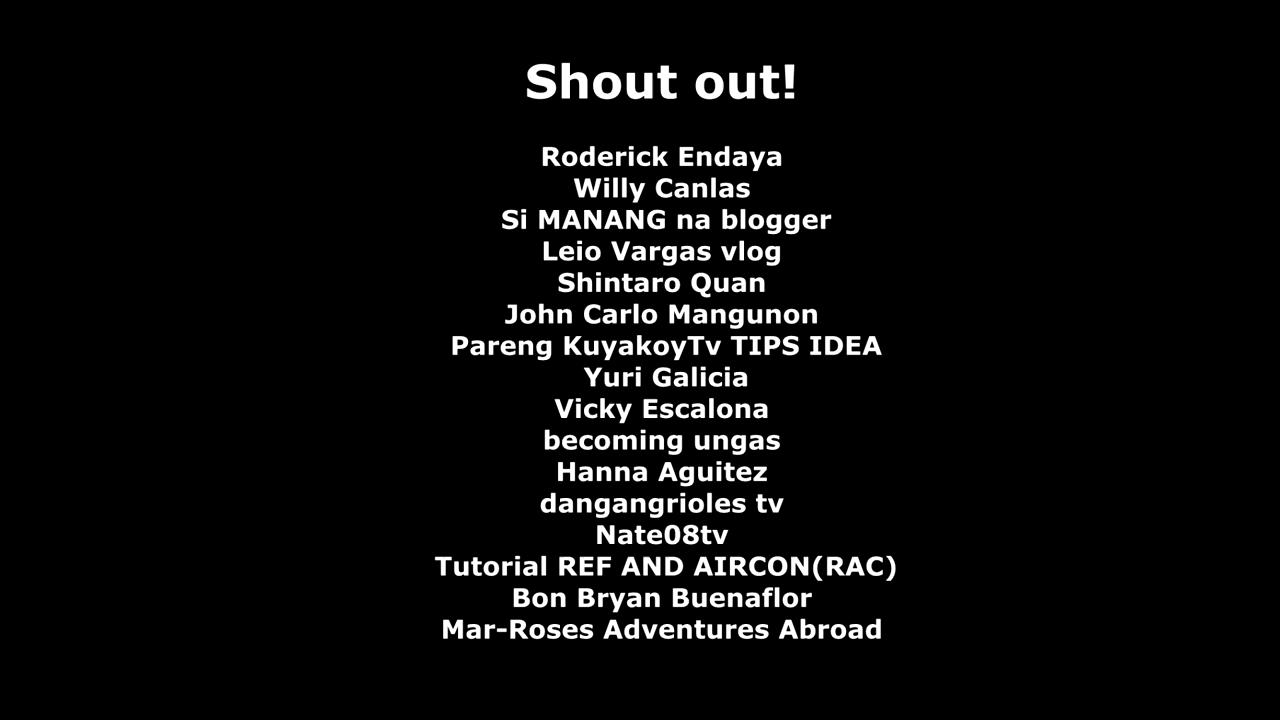 Shout out!
Roderick Endaya
Willy Canlas
Si MANANG na blogger
Leio Vargas vlog
Shintaro Quan
John Carlo Mangunon
Pareng KuyakoyTv TIPS IDEA
Yuri Galicia
Vicky Escalona
becoming ungas
Hanna Aguitez
dangangrioles tv
Nate08tv
Tutorial REF AND AIRCON(RAC)
Bon Bryan Buenaflor
Mar-Roses Adventures Abroad